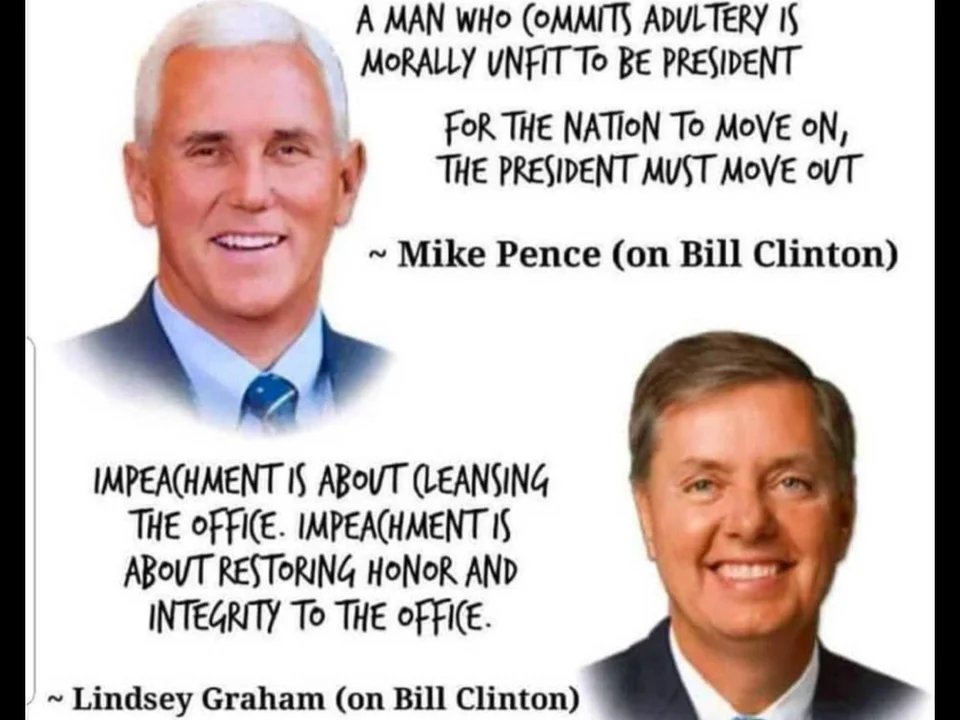 A MAN WHO COMMITS ADULTERY IS
MORALLY UNFIT TO BE PRESIDENT
FOR THE NATION TO MOVE ON,
THE PRESIDENT MUST MOVE OUT
~ Mike Pence (on Bill Clinton)
IMPEACHMENT IS ABOUT CLEANSING
THE OFFICE. IMPEACHMENT IS
ABOUT RESTORING HONOR AND
INTEGRITY TO THE OFFICE.
~ Lindsey Graham (on Bill Clinton)